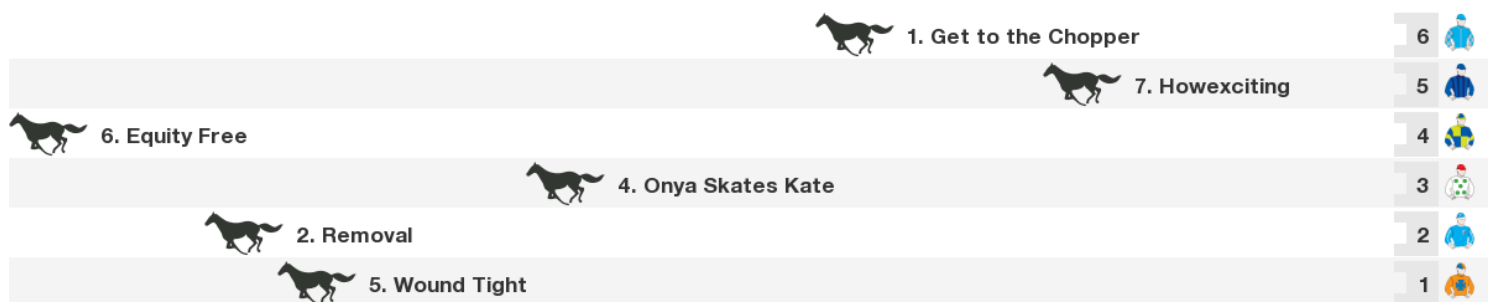 1. Get to the Chopper 6
7. Howexciting 5
6. Equity Free 4
4. Onya Skates Kate 3
2. Removal 2
5. Wound Tight 1